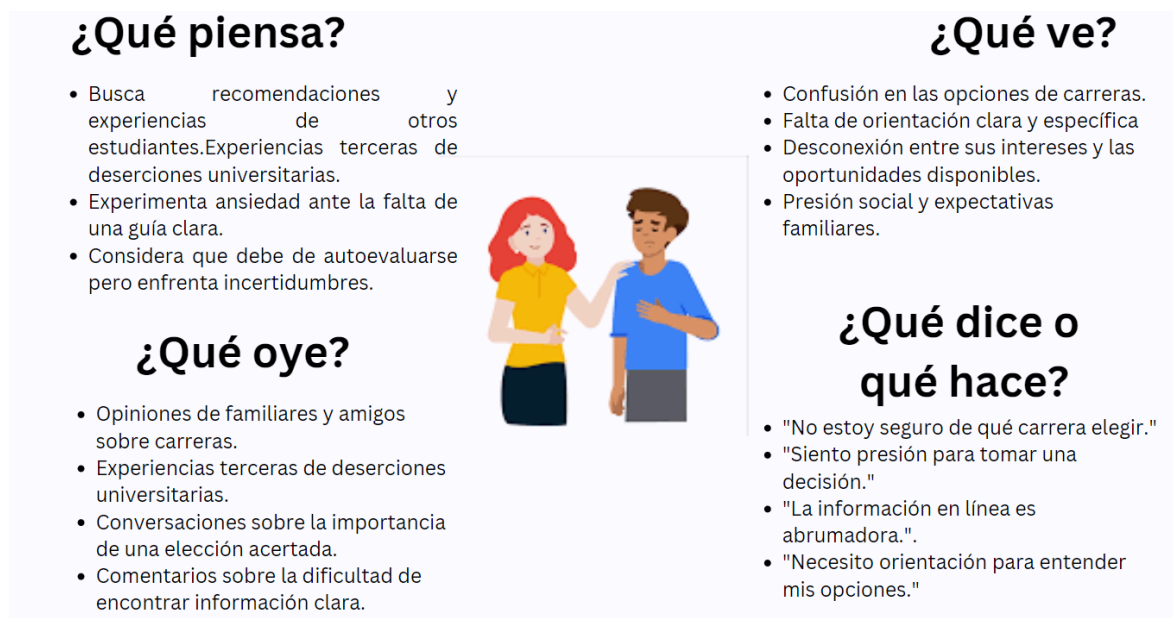 ¿Qué piensa?
• Busca recomendaciones y
experiencias de otros
estudiantes.Experiencias terceras de
deserciones universitarias.
• Experimenta ansiedad ante la falta de
una guía clara.
• Considera que debe de autoevaluarse
pero enfrenta incertidumbres.
¿Qué oye?
• Opiniones de familiares y amigos
sobre carreras.
• Experiencias terceras de deserciones
universitarias.
• Conversaciones sobre la importancia
de una elección acertada.
• Comentarios sobre la dificultad de
encontrar información clara.
¿Qué ve?
• Confusión en las opciones de carreras.
• Falta de orientación clara y específica
• Desconexión entre sus intereses y las
oportunidades disponibles.
• Presión social y expectativas
familiares.
¿Qué dice o
qué hace?
• "No estoy seguro de qué carrera elegir."
• "Siento presión para tomar una
decisión."
• "La información en línea es
abrumadora.".
• "Necesito orientación para entender
mis opciones."